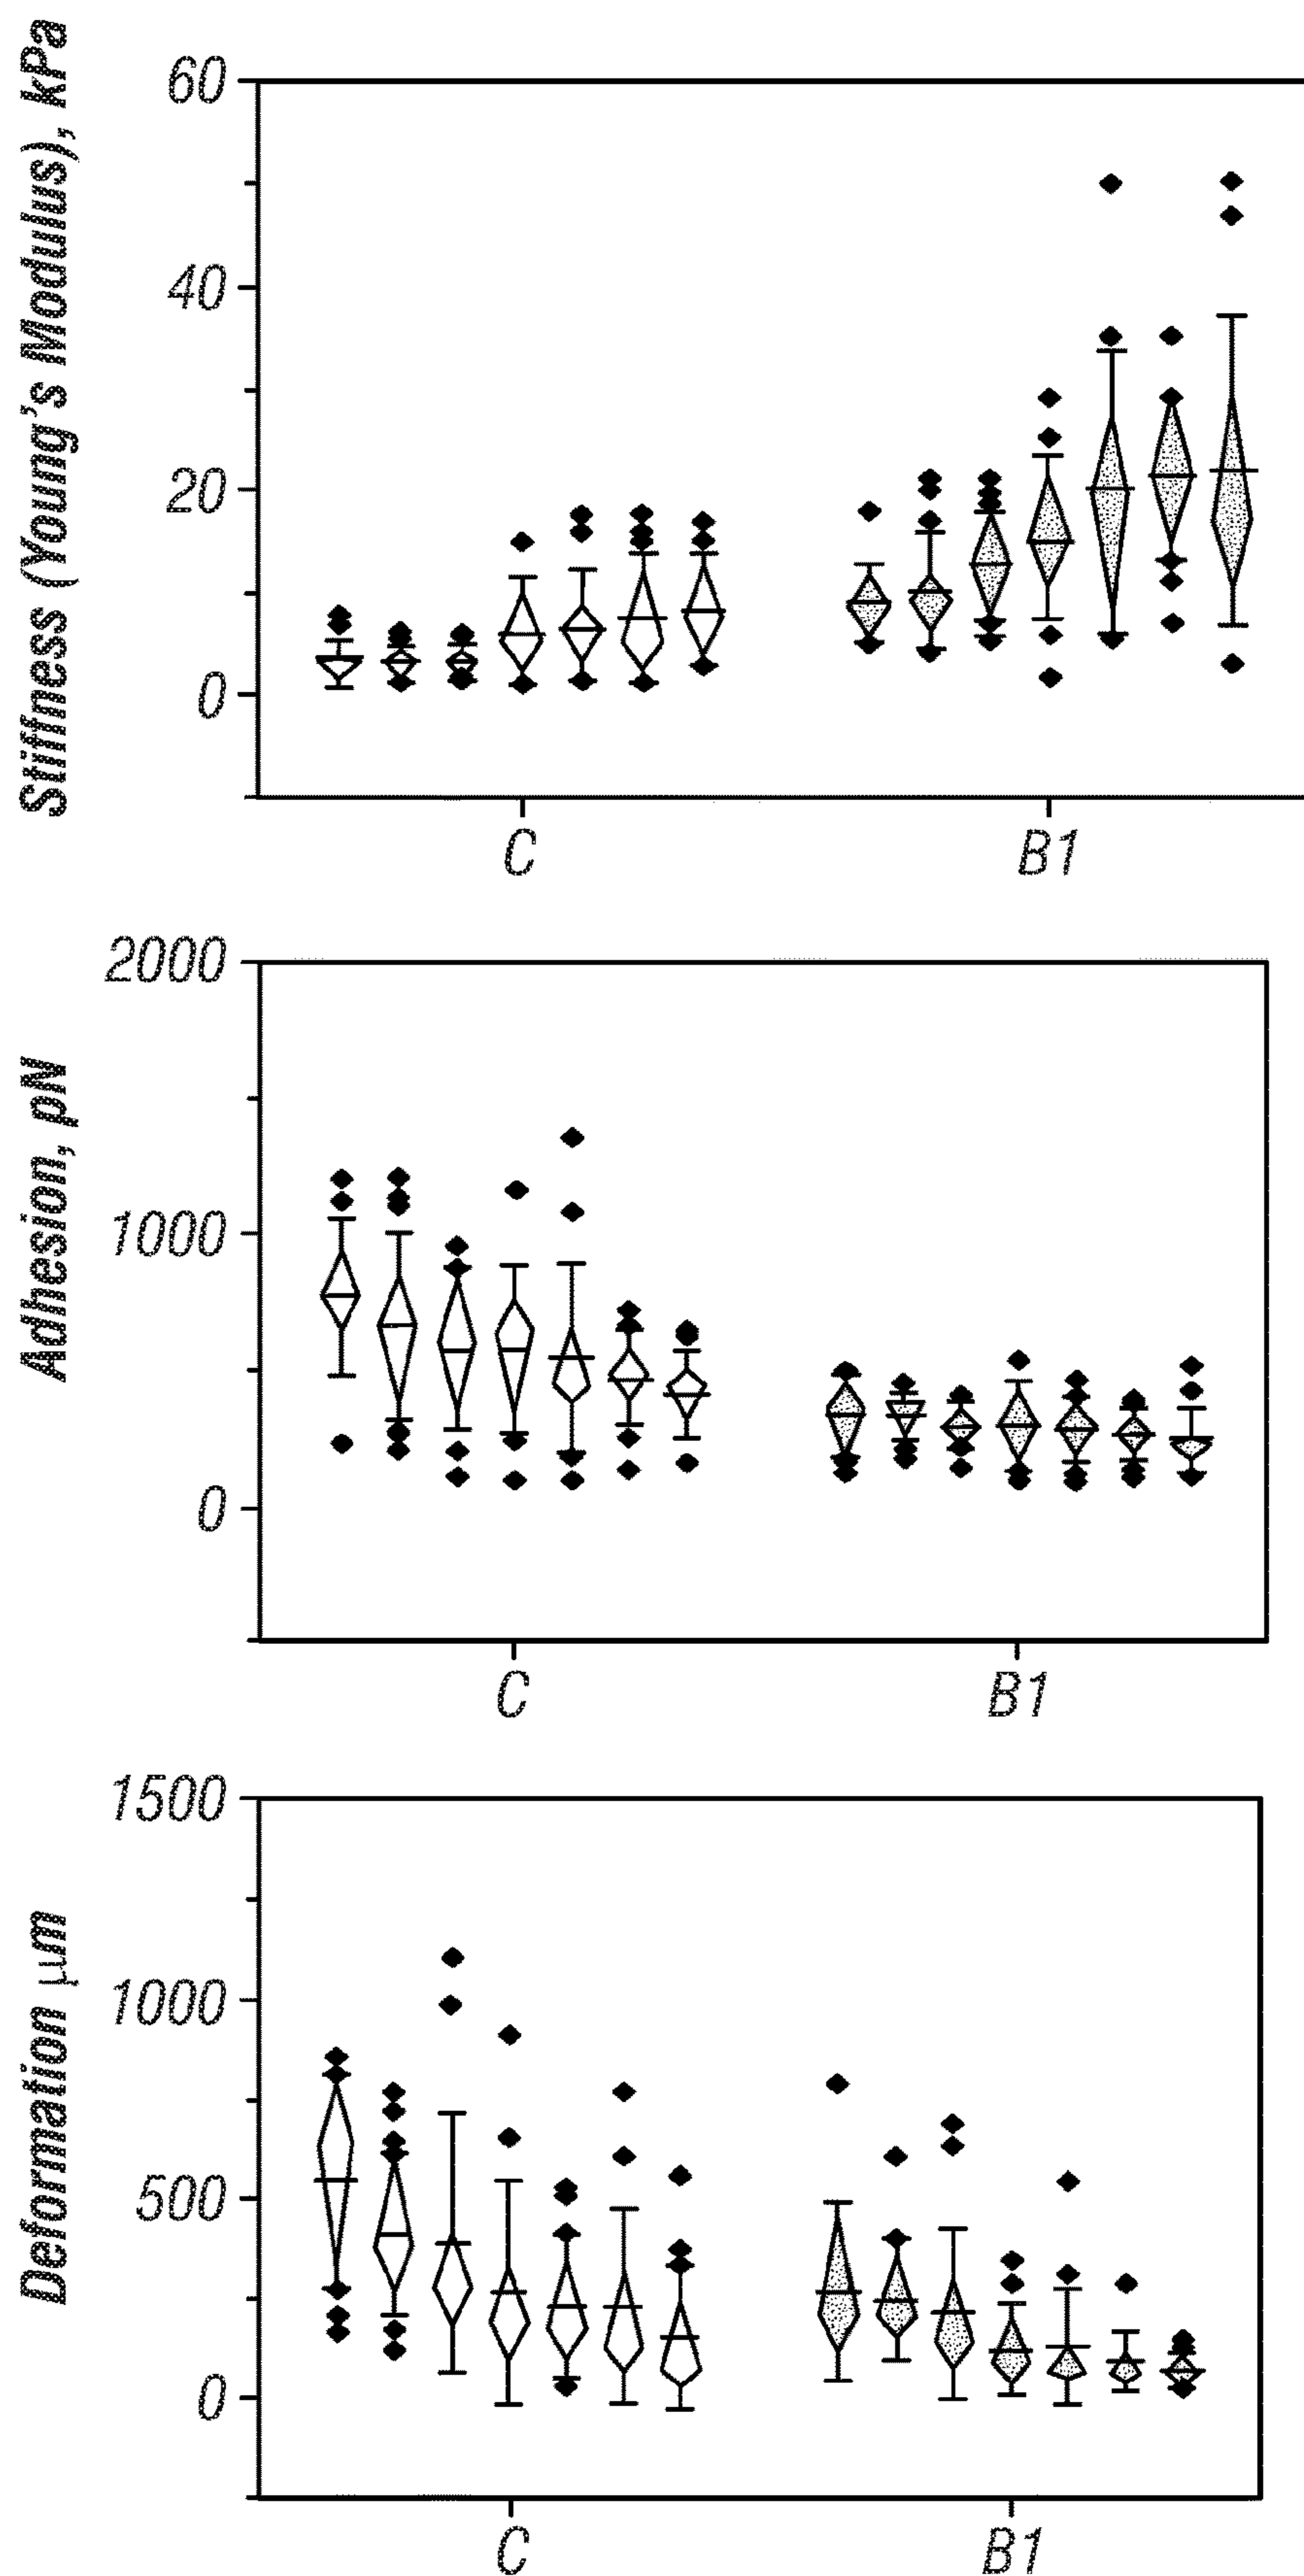 Stiffness (Young's Modulus), kPa
60
40
20
0
C
B1
Adhesion, pN
2000
1000
0
C
B1
Deformation μm
1500
1000
500
0
C
B1